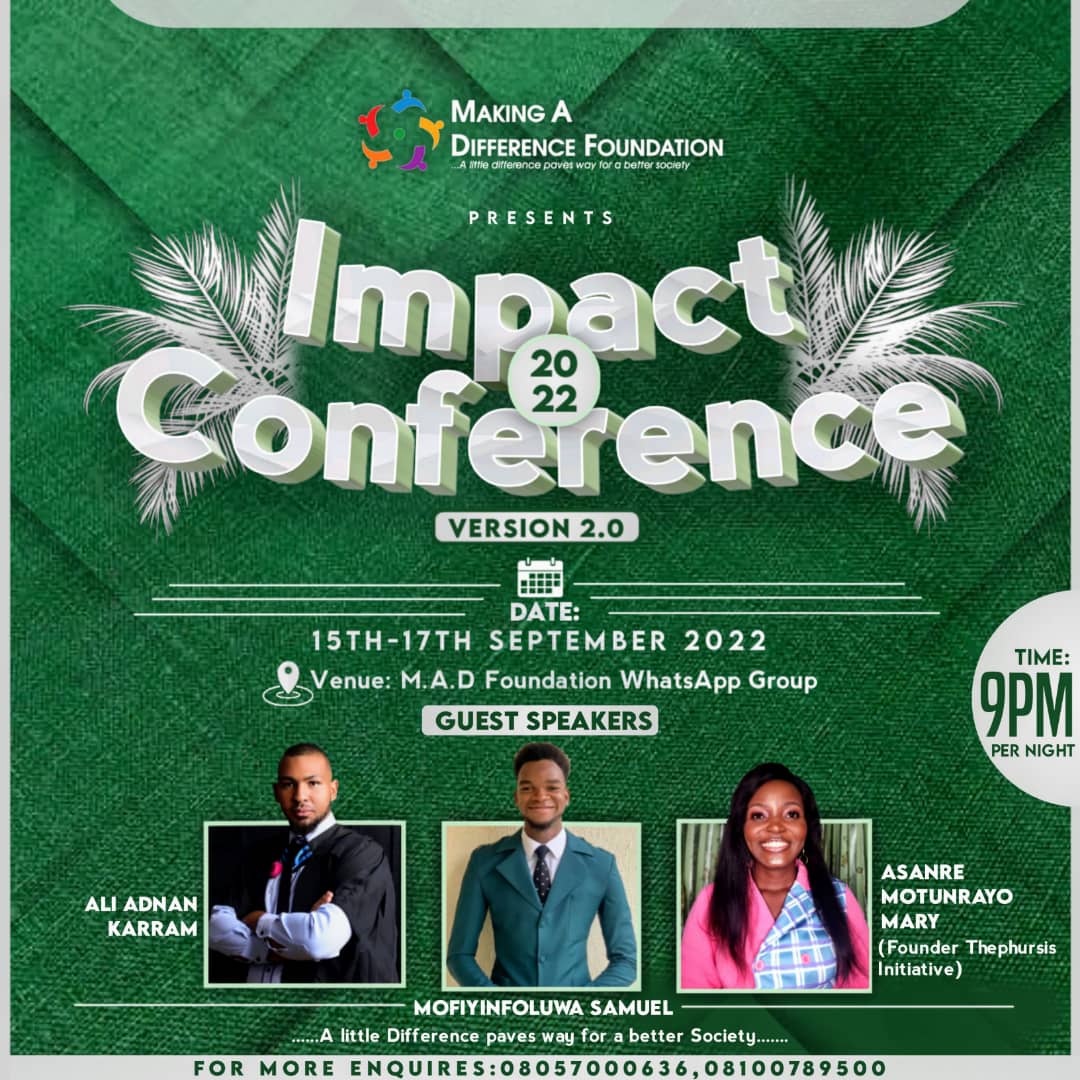 MAKING A
DIFFERENCE FOUNDATION
...A little difference paves way for a better society
PRESENTS
Impact
20
22
Conference
VERSION 2.0
DATE:
15TH-17TH SEPTEMBER 2022
Venue: M.A.D Foundation WhatsApp Group
TIME:
9PM
PER NIGHT
GUEST SPEAKERS
ALI ADNAN
KARRAM
MOFIYINFOLUWA SAMUEL
ASANRE
MOTUNRAYO
MARY
(Founder Thephursis
Initiative)
......A little Difference paves way for a better Society.......
FOR MORE ENQUIRES:08057000636,08100789500